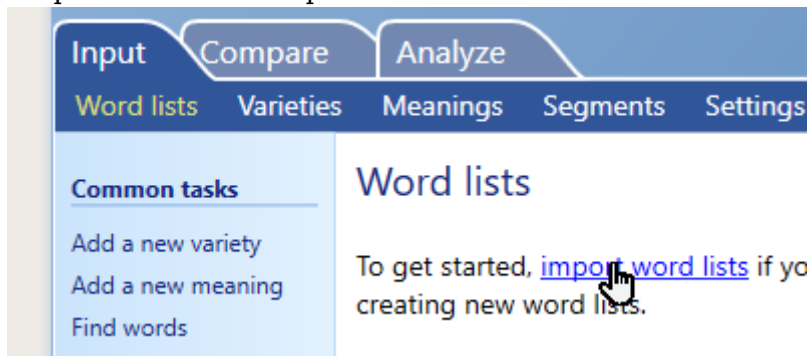 Input Compare Analyze
Word lists Varieties Meanings Segments Settings
Common tasks
Add a new variety
Add a new meaning
Find words
Word lists
To get started, import word lists if yo
creating new word lists.